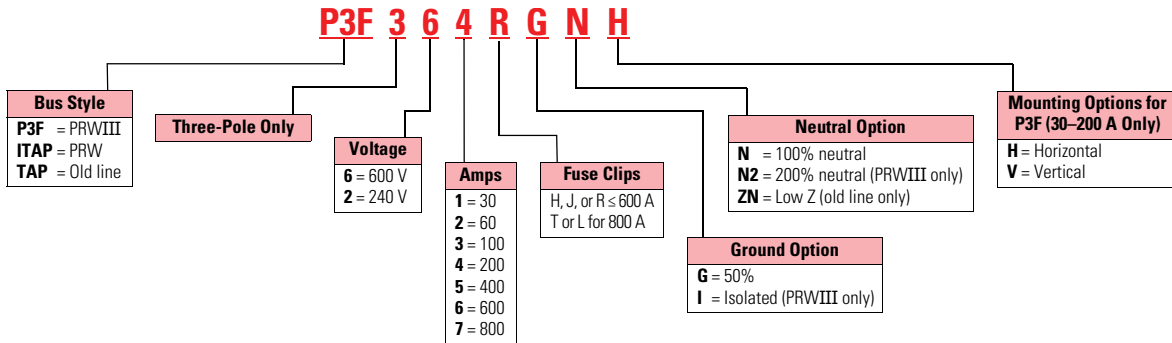 P3F 3 6 4 R G N H
Bus Style
P3F = PRWIII
ITAP = PRW
TAP = Old line
Three-Pole Only
Voltage
6 = 600 V
2 = 240 V
Amps
1 = 30
2 = 60
3 = 100
4 = 200
5 = 400
6 = 600
7 = 800
Fuse Clips
H, J, or R ≤ 600 A
T or L for 800 A
Ground Option
G = 50%
I = Isolated (PRWIII only)
Neutral Option
N = 100% neutral
N2 = 200% neutral (PRWIII only)
ZN = Low Z (old line only)
Mounting Options for
P3F (30–200 A Only)
H = Horizontal
V = Vertical